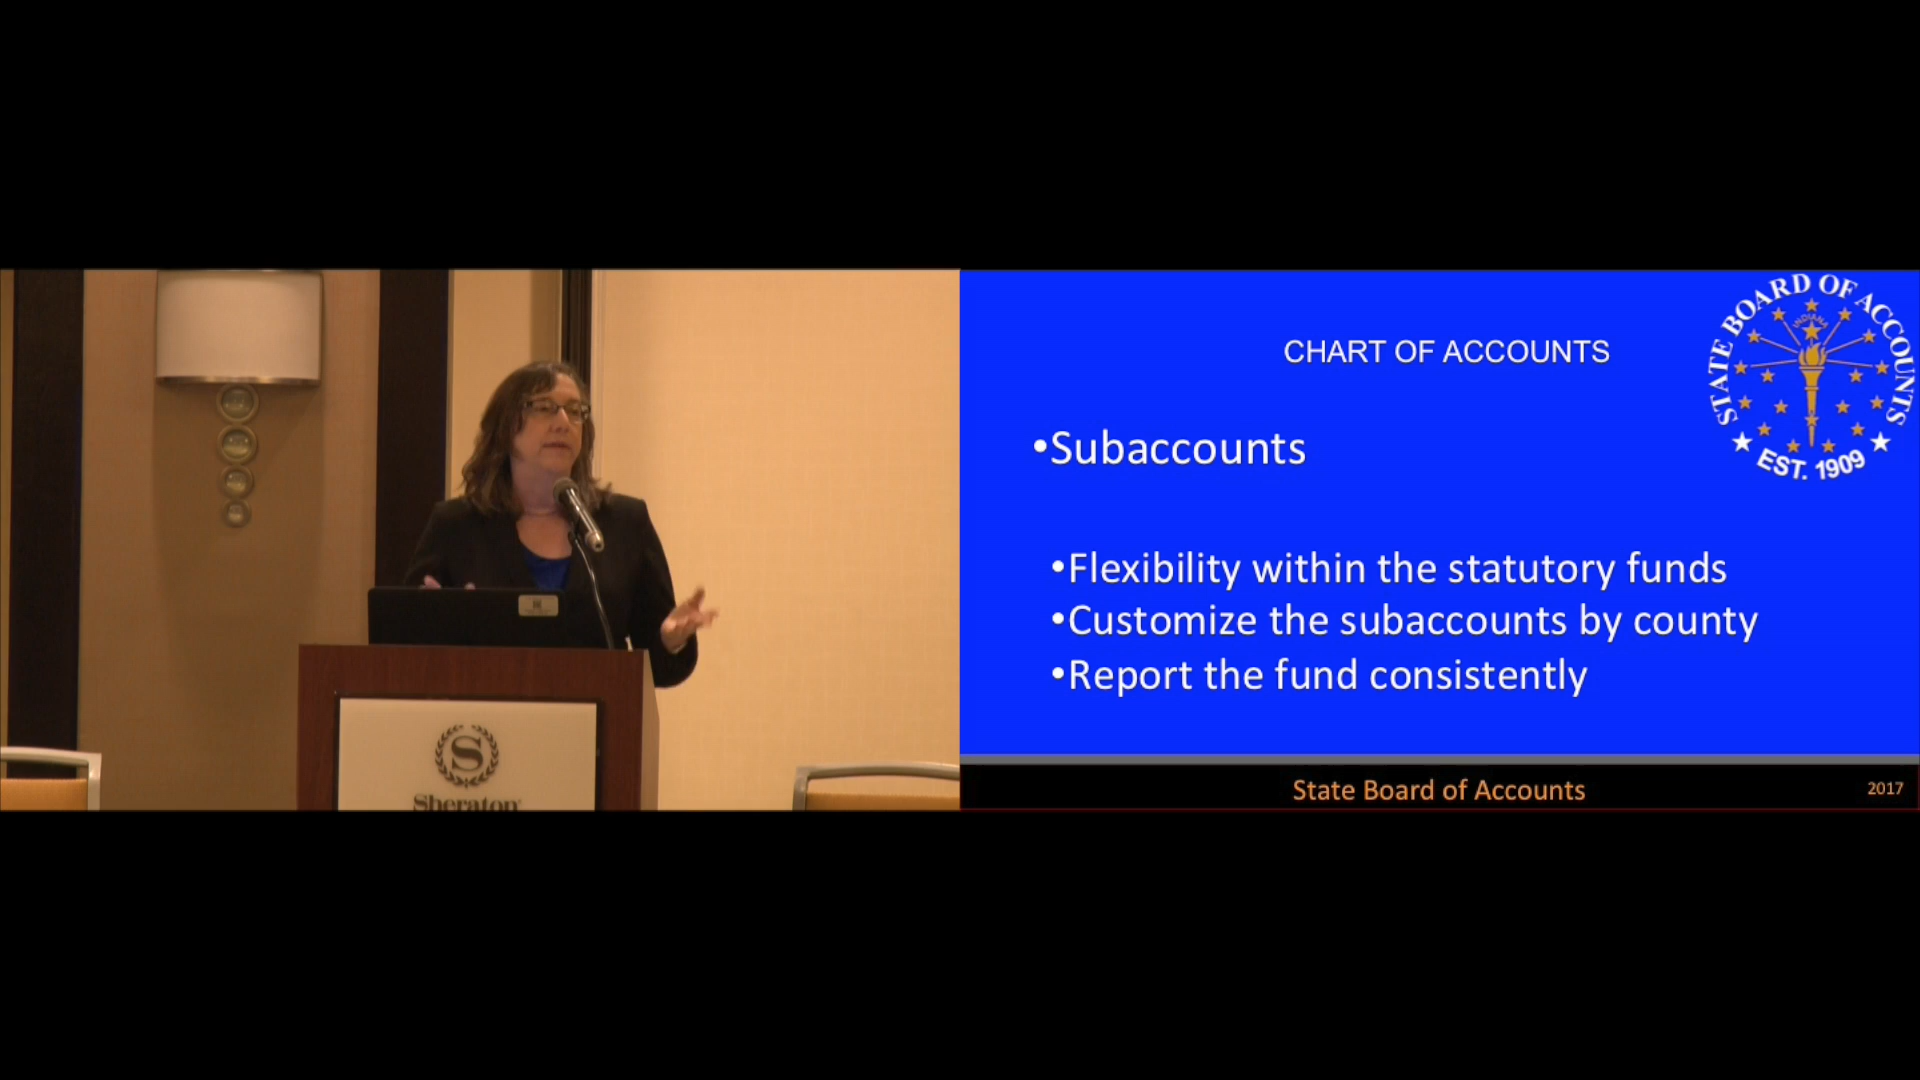 CHART OF ACCOUNTS
STATE BOARD OF ACCOUNTS
INDIANA
EST. 1909
•Subaccounts
•Flexibility within the statutory funds
•Customize the subaccounts by county
•Report the fund consistently
State Board of Accounts
2017
S
Sheraton